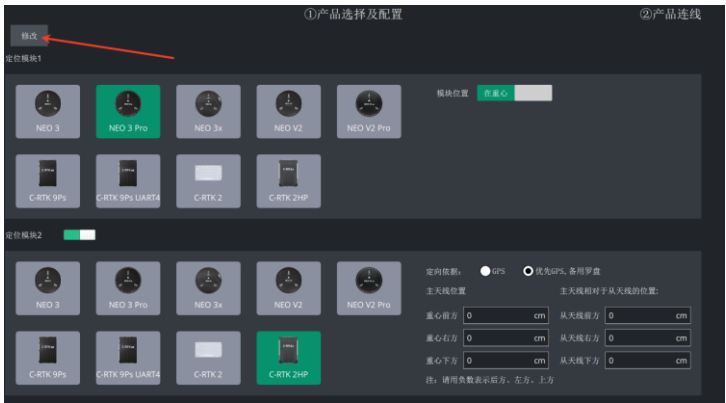 ①产品选择及配置 ②产品连线
修改
定位模块1
模块位置 在重心
NEO 3 NEO 3 Pro NEO 3x NEO V2 NEO V2 Pro
C-RTK 9Ps C-RTK 9Ps UART4 C-RTK 2 C-RTK 2HP
定位模块2
NEO 3 NEO 3 Pro NEO 3x NEO V2 NEO V2 Pro
C-RTK 9Ps C-RTK 9Ps UART4 C-RTK 2 C-RTK 2HP
定向依据: GPS 优先GPS, 备用罗盘
主天线位置 主天线相对于从天线的位置:
重心前方 0 cm 从天线前方 0 cm
重心右方 0 cm 从天线右方 0 cm
重心下方 0 cm 从天线下方 0 cm
注: 请用负数表示后方、左方、上方